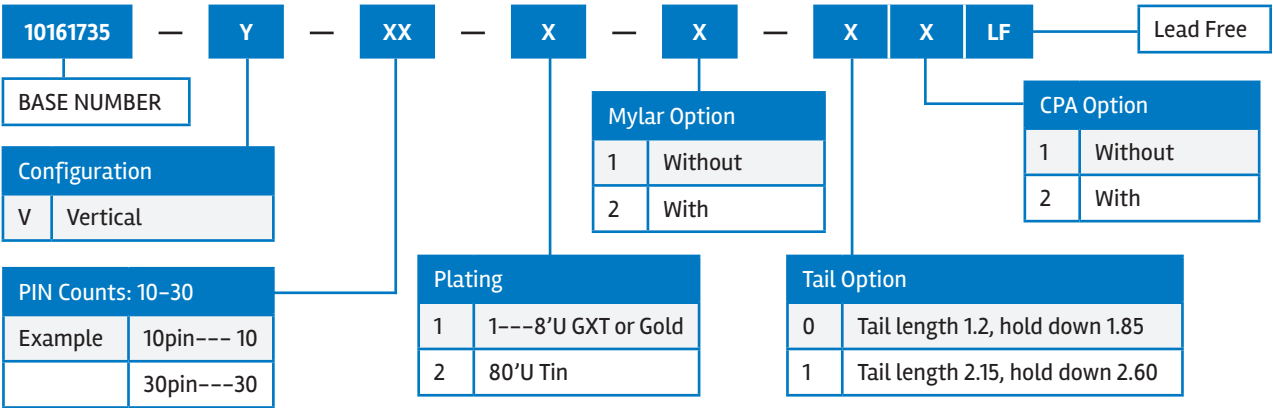 10161735 — Y — XX — X — X — X X LF Lead Free
BASE NUMBER
Configuration
V Vertical
PIN Counts: 10-30
Example 10pin--- 10
30pin---30
Plating
1 1---8’U GXT or Gold
2 80’U Tin
Mylar Option
1 Without
2 With
Tail Option
0 Tail length 1.2, hold down 1.85
1 Tail length 2.15, hold down 2.60
CPA Option
1 Without
2 With